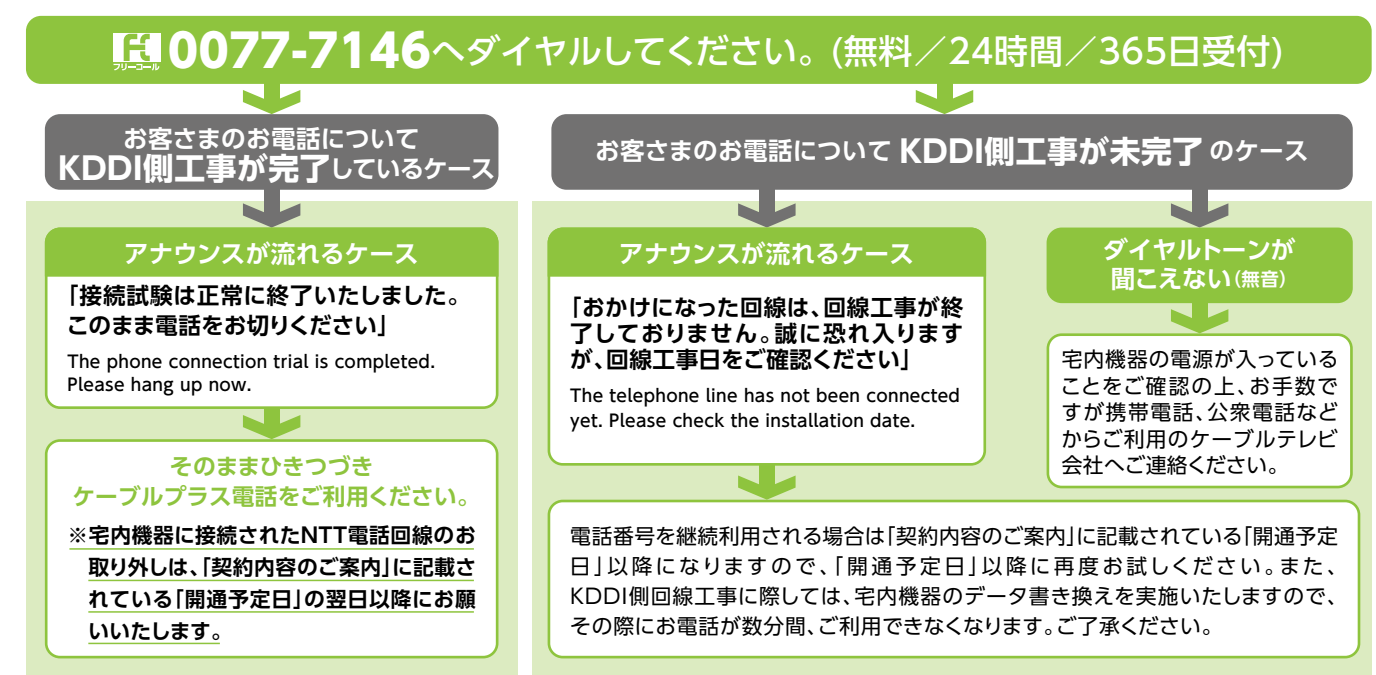 フリーコール 0077-7146へダイヤルしてください。(無料／24時間／365日受付)
お客さまのお電話について
KDDI側工事が完了しているケース
アナウンスが流れるケース
「接続試験は正常に終了いたしました。
このまま電話をお切りください」
The phone connection trial is completed.
Please hang up now.
そのままひきつづき
ケーブルプラス電話をご利用ください。
※宅内機器に接続されたNTT電話回線のお
取り外しは、「契約内容のご案内」に記載さ
れている「開通予定日」の翌日以降にお願
いいたします。
お客さまのお電話について KDDI側工事が未完了 のケース
アナウンスが流れるケース
「おかけになった回線は、回線工事が終
了しておりません。誠に恐れ入ります
が、回線工事日をご確認ください」
The telephone line has not been connected
yet. Please check the installation date.
ダイヤルトーンが
聞こえない(無音)
宅内機器の電源が入っている
ことをご確認の上、お手数で
すが携帯電話、公衆電話など
からご利用のケーブルテレビ
会社へご連絡ください。
電話番号を継続利用される場合は「契約内容のご案内」に記載されている「開通予定
日」以降になりますので、「開通予定日」以降に再度お試しください。また、
KDDI側回線工事に際しては、宅内機器のデータ書き換えを実施いたしますので、
その際にお電話が数分間、ご利用できなくなります。ご了承ください。